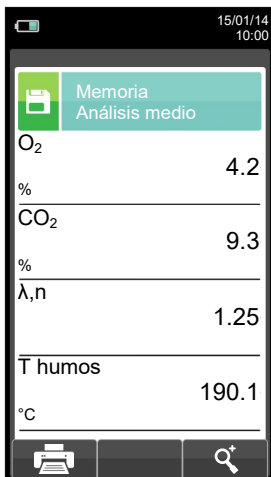 15/01/14
10:00
Memoria
Análisis medio
O₂
4.2
%
CO₂
9.3
%
λ,n
1.25
T humos
190.1
°C